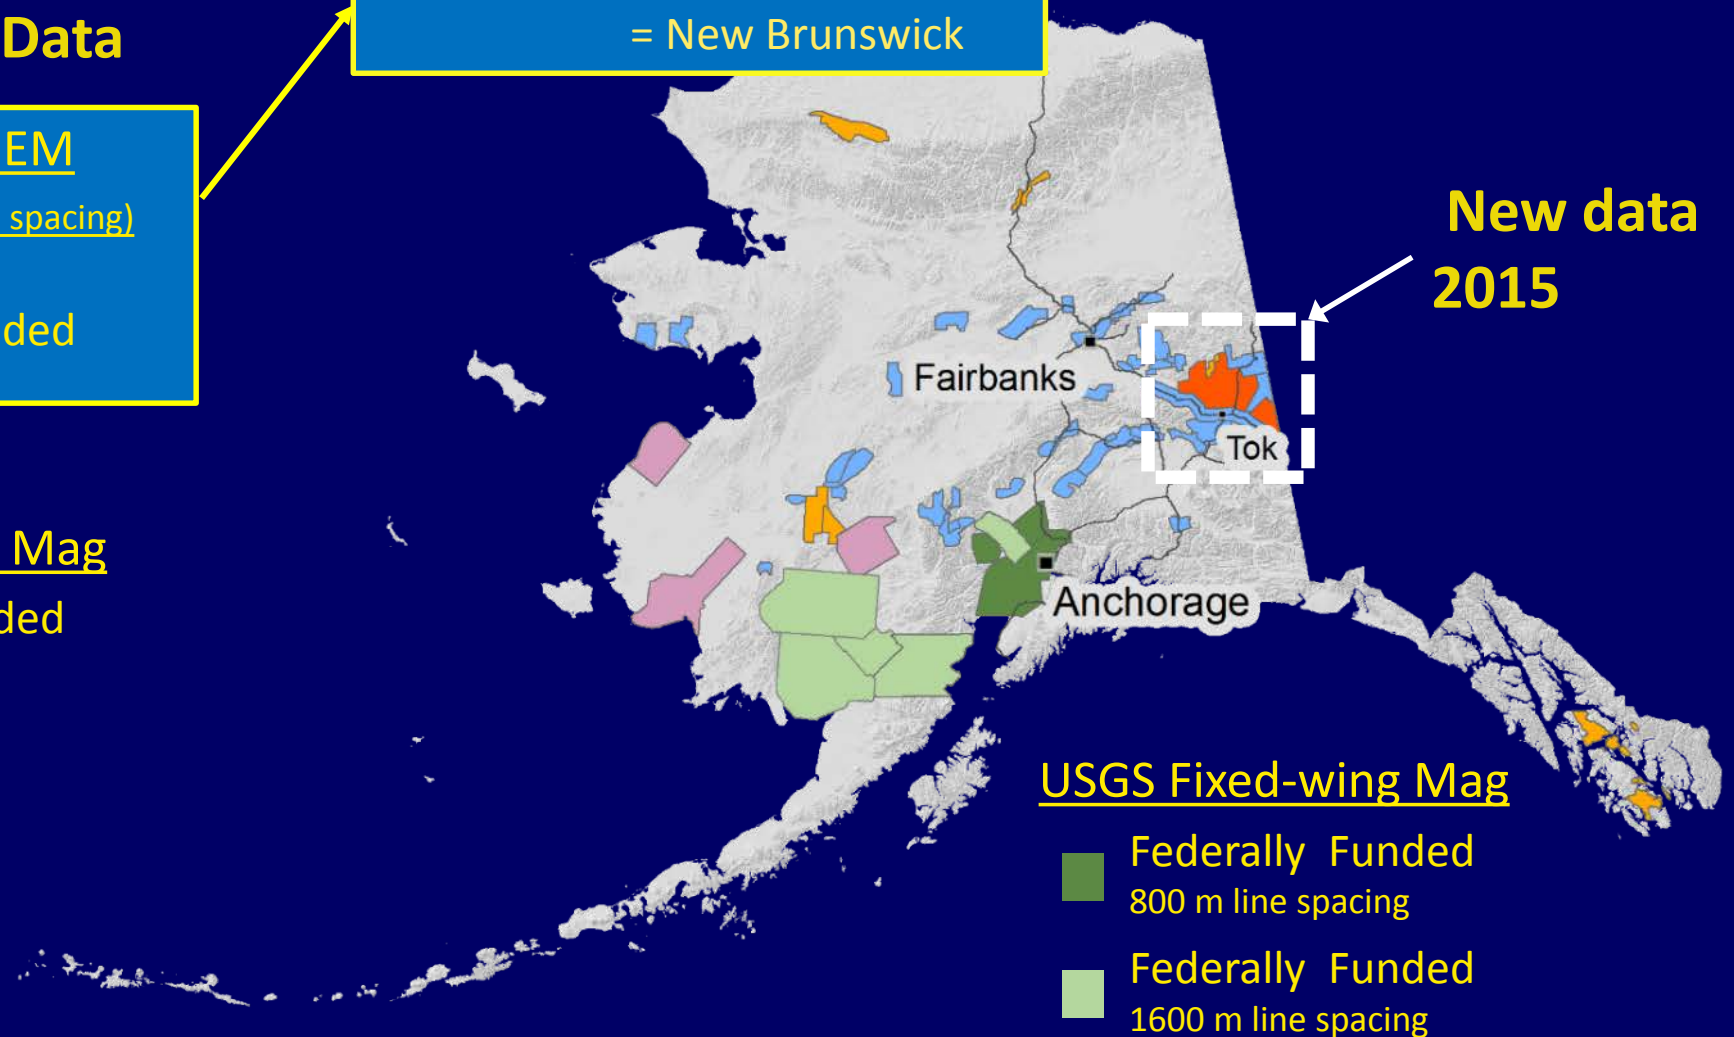 Data
= New Brunswick
EM
spacing)
ded
New data
2015
Fairbanks
Tok
Mag
ded
Anchorage
USGS Fixed-wing Mag
Federally Funded
800 m line spacing
Federally Funded
1600 m line spacing